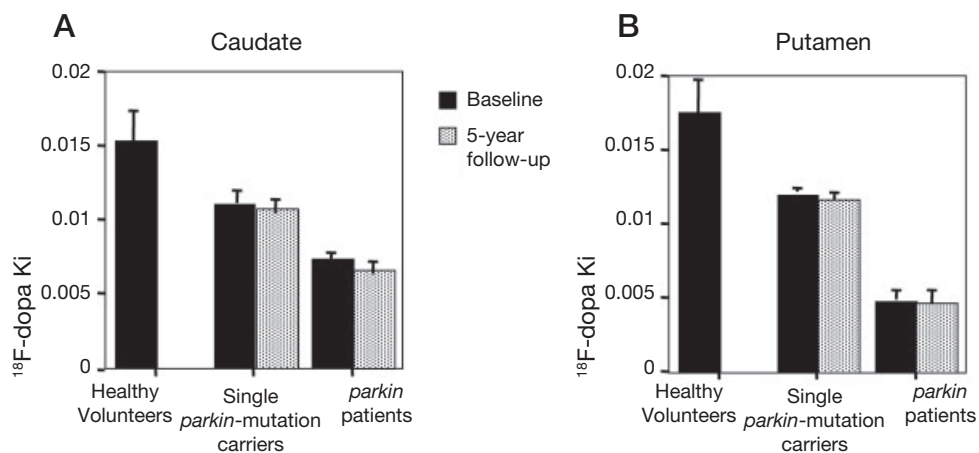 A
Caudate
0.02
0.015
0.01
0.005
0
¹⁸F-dopa Ki
Healthy
Volunteers
Single
parkin-mutation
carriers
parkin
patients
Baseline
5-year
follow-up
B
Putamen
0.02
0.015
0.01
0.005
0
¹⁸F-dopa Ki
Healthy
Volunteers
Single
parkin-mutation
carriers
parkin
patients